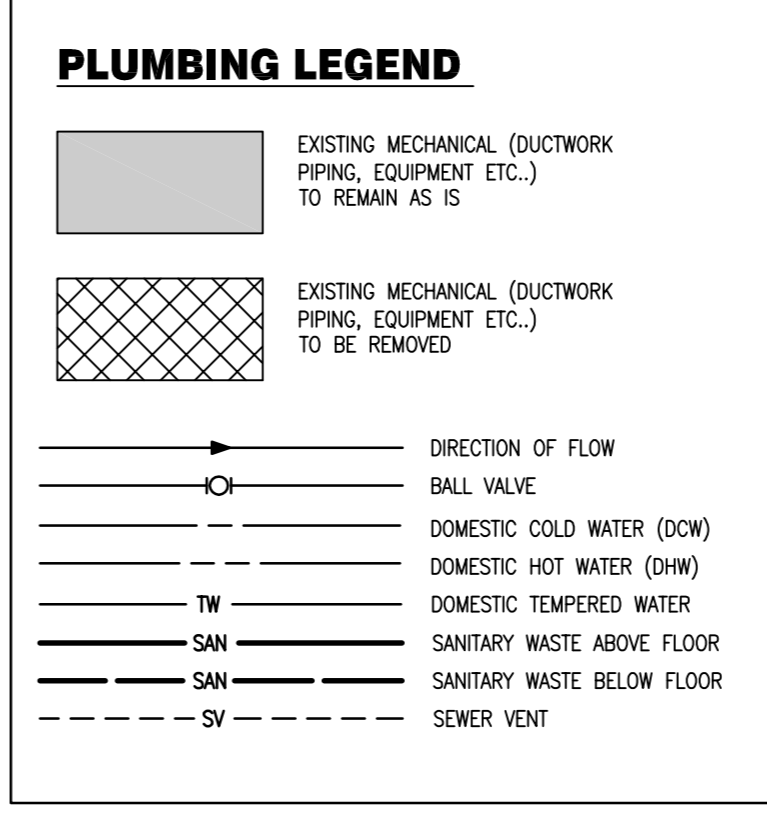 PLUMBING LEGEND
EXISTING MECHANICAL (DUCTWORK
PIPING, EQUIPMENT ETC..)
TO REMAIN AS IS
EXISTING MECHANICAL (DUCTWORK
PIPING, EQUIPMENT ETC..)
TO BE REMOVED
DIRECTION OF FLOW
BALL VALVE
DOMESTIC COLD WATER (DCW)
DOMESTIC HOT WATER (DHW)
TW DOMESTIC TEMPERED WATER
SAN SANITARY WASTE ABOVE FLOOR
SAN SANITARY WASTE BELOW FLOOR
SV SEWER VENT